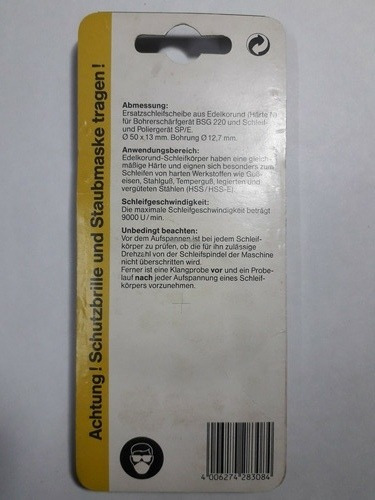 Achtung! Schutzbrille und Staubmaske tragen!
Abmessung:
Ersatzschleifscheibe aus Edelkorund (Härte N)
für Bohrerschärfgerät BSG 220 und Schleif-
und Poliergerät SP/E.
Ø 50 x 13 mm. Bohrung Ø 12,7 mm.
Anwendungsbereich:
Edelkorund-Schleifkörper haben eine gleich-
mäßige Härte und eignen sich besonders zum
Schleifen von harten Werkstoffen wie Guß-
eisen, Stahlguß, Temperguß, legierten und
vergüteten Stählen (HSS/HSS-E).
Schleifgeschwindigkeit:
Die maximale Schleifgeschwindigkeit beträgt
9000 U/min.
Unbedingt beachten:
Vor dem Aufspannen ist bei jedem Schleif-
körper zu prüfen, ob die für ihn zulässige
Drehzahl von der Schleifspindel der Maschine
nicht überschritten wird.
Ferner ist eine Klangprobe vor und ein Probe-
lauf nach jeder Aufspannung eines Schleif-
körpers vorzunehmen.
4 006274 283084